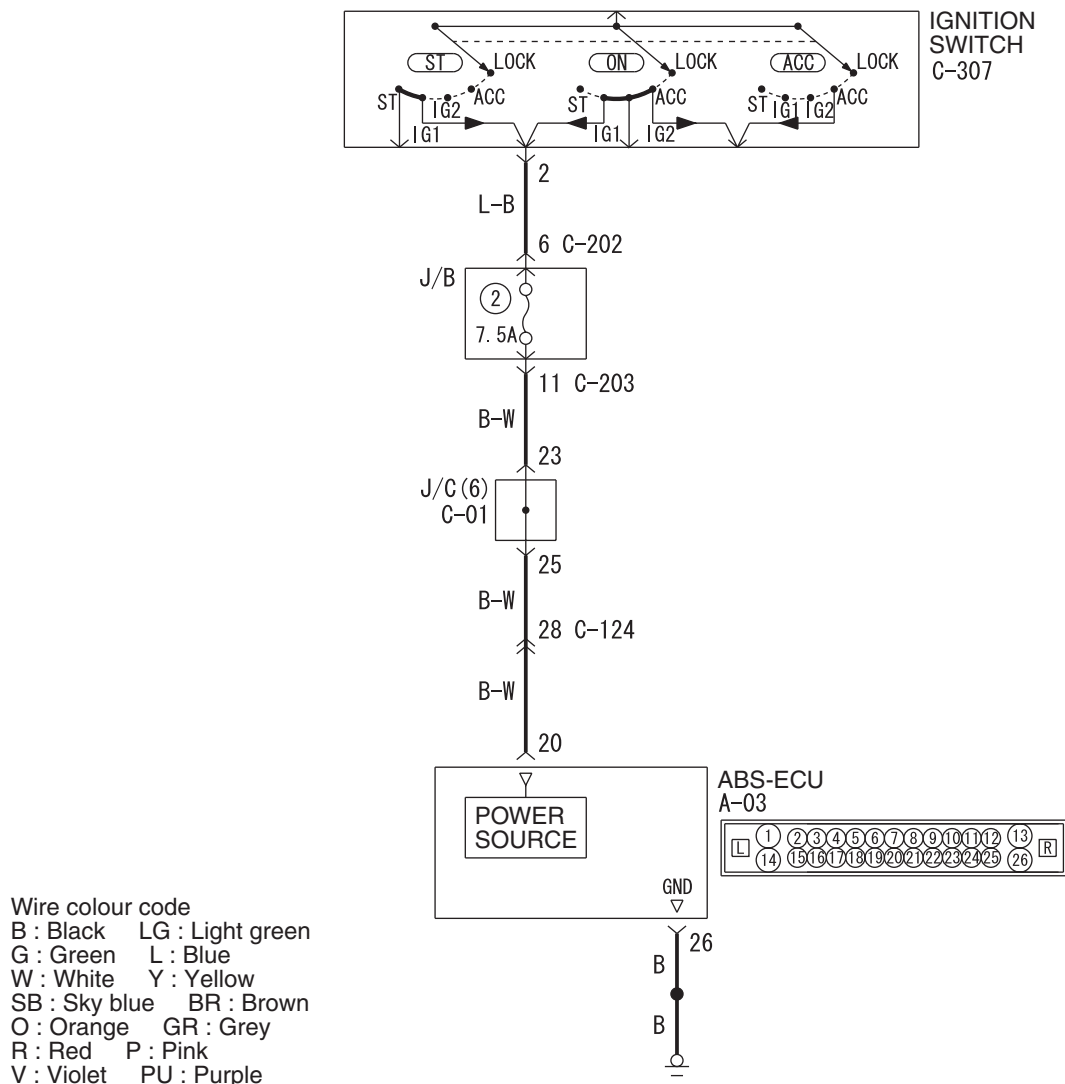 IGNITION
SWITCH
C-307
ST LOCK ON LOCK ACC LOCK
ST IG2 ACC ST ACC ST IG1 IG2 ACC
IG1 IG1 IG2
2
L-B
6 C-202
J/B
2
7.5A
11 C-203
B-W
23
J/C(6)
C-01
25
B-W
28 C-124
B-W
20
ABS-ECU
A-03
POWER
SOURCE
L 1 2 3 4 5 6 7 8 9 10 11 12 13 R
14 15 16 17 18 19 20 21 22 23 24 25 26
GND
26
B
B
Wire colour code
B : Black LG : Light green
G : Green L : Blue
W : White Y : Yellow
SB : Sky blue BR : Brown
O : Orange GR : Grey
R : Red P : Pink
V : Violet PU : Purple